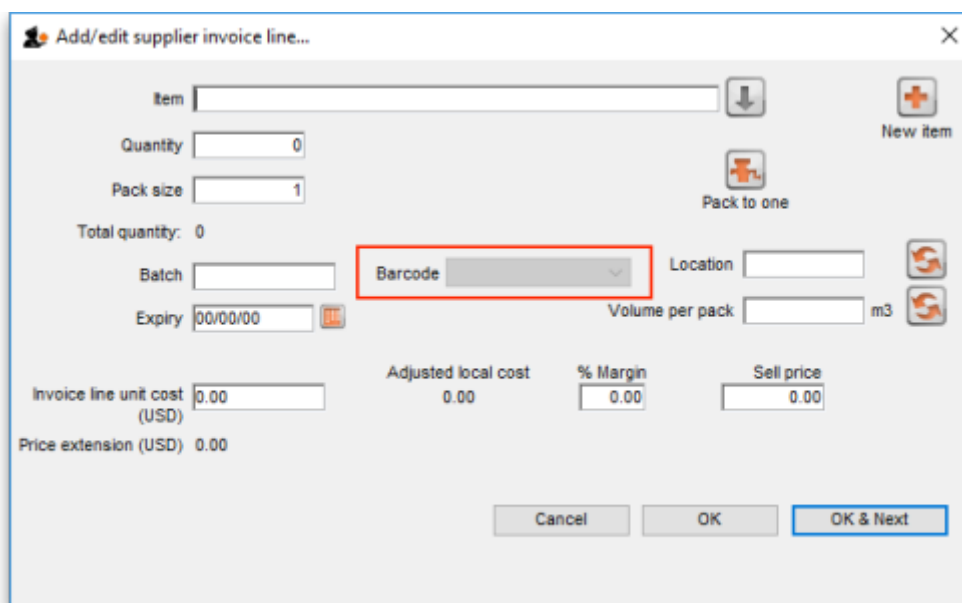 Add/edit supplier invoice line...
Item
New item
Quantity 0
Pack size 1
Pack to one
Total quantity: 0
Batch Barcode Location
Expiry 00/00/00 Volume per pack m3
Adjusted local cost % Margin Sell price
Invoice line unit cost (USD) 0.00 0.00 0.00 0.00
Price extension (USD) 0.00
Cancel OK OK & Next